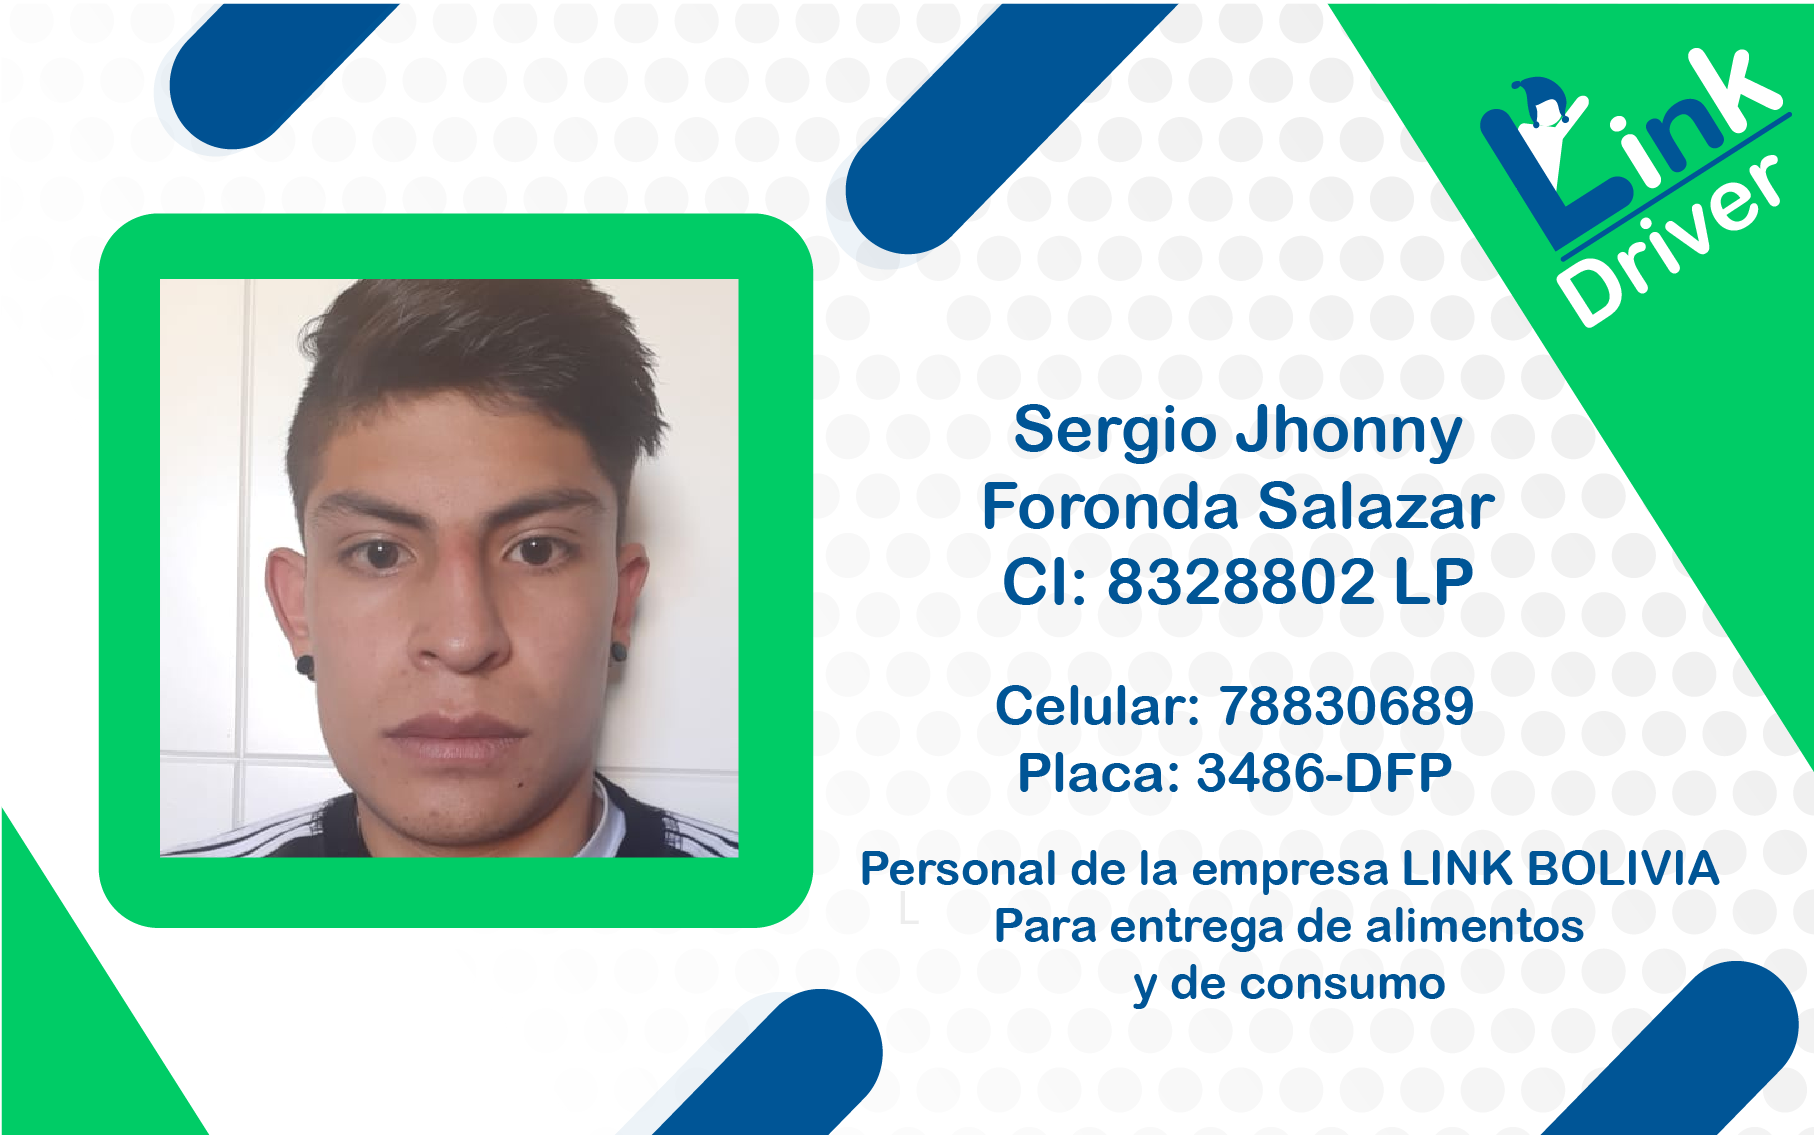 Link
Driver
Sergio Jhonny
Foronda Salazar
CI: 8328802 LP
Celular: 78830689
Placa: 3486-DFP
Personal de la empresa LINK BOLIVIA
Para entrega de alimentos
y de consumo
L